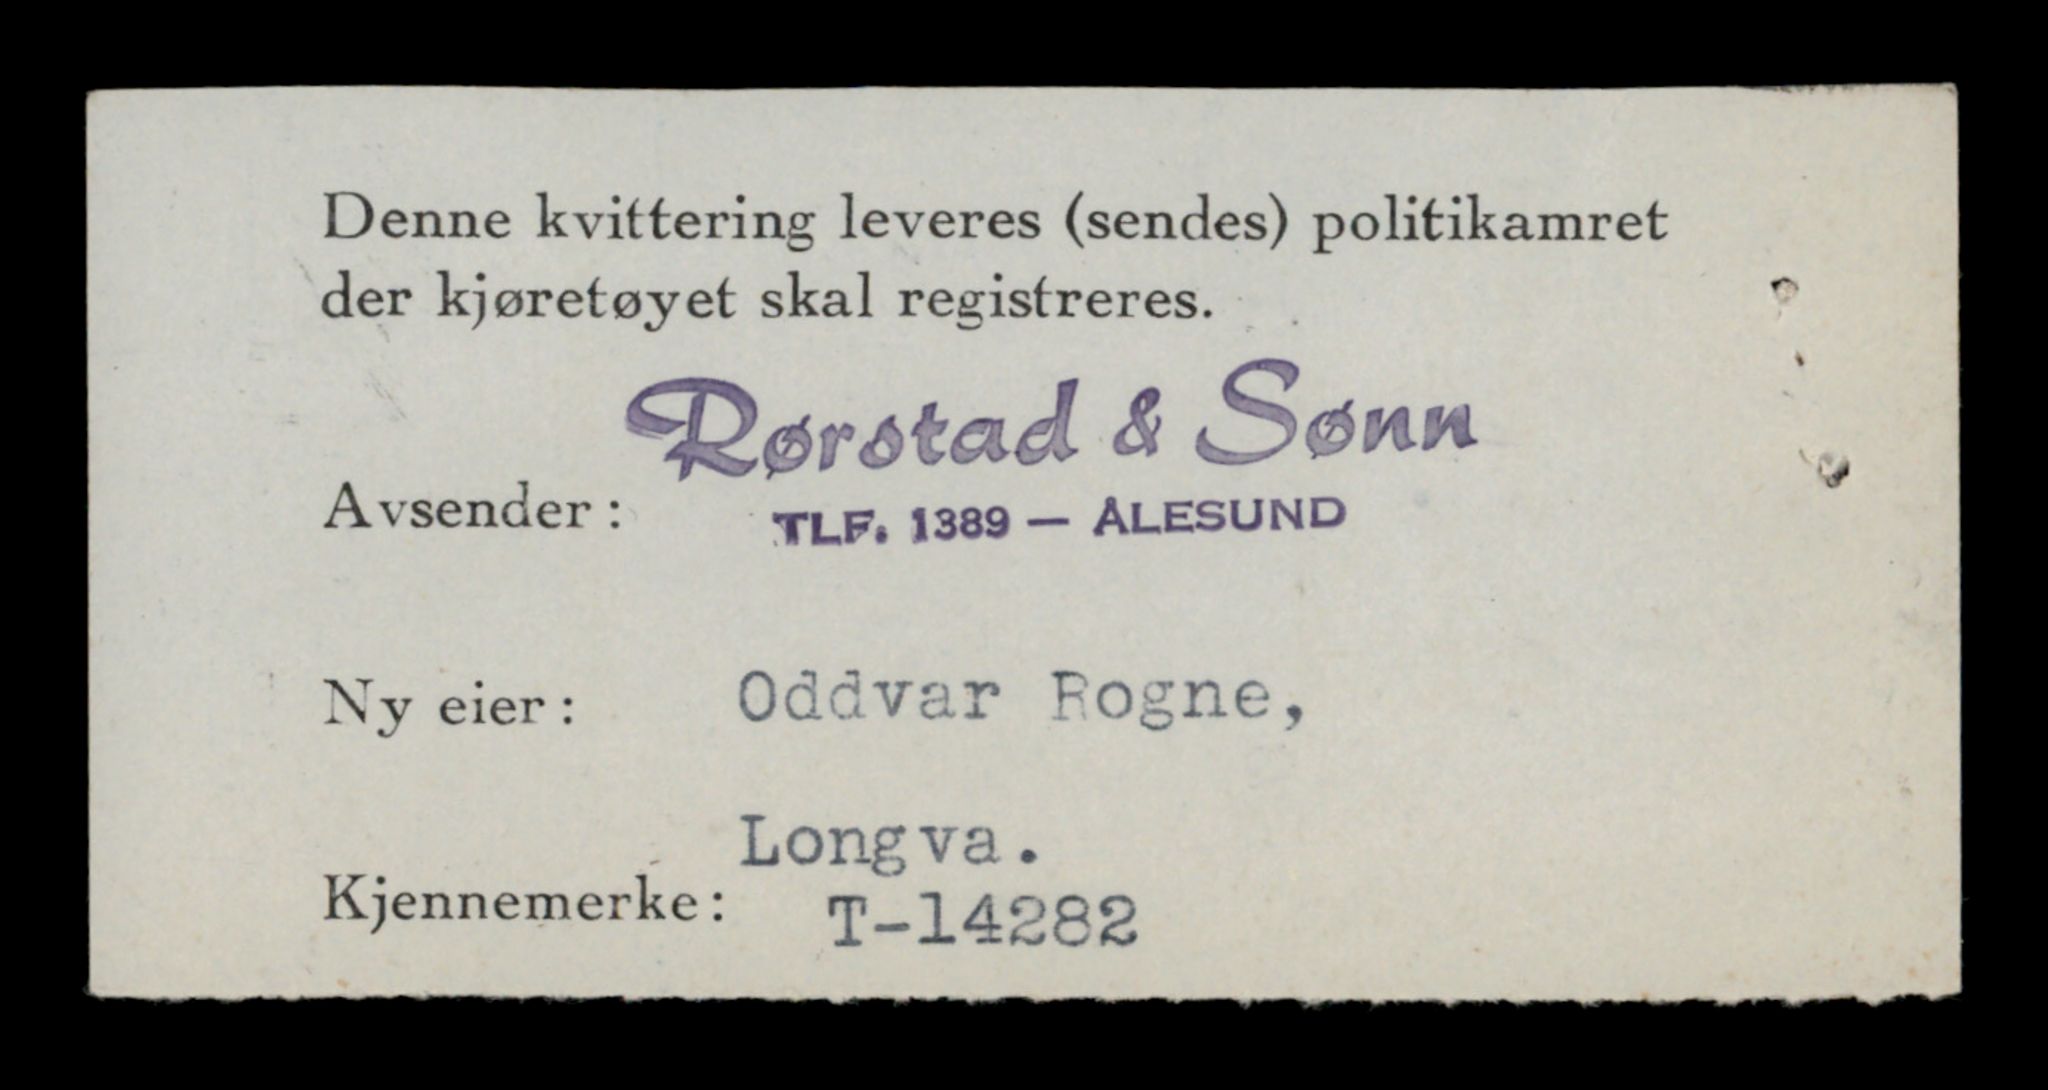 Denne kvittering leveres (sendes) politikamret
der kjøretøyet skal registreres.
Rørstad & Sønn
Avsender: TLF. 1389 — ÅLESUND
Ny eier: Oddvar Rogne,
Longva.
Kjennemerke: T-14282